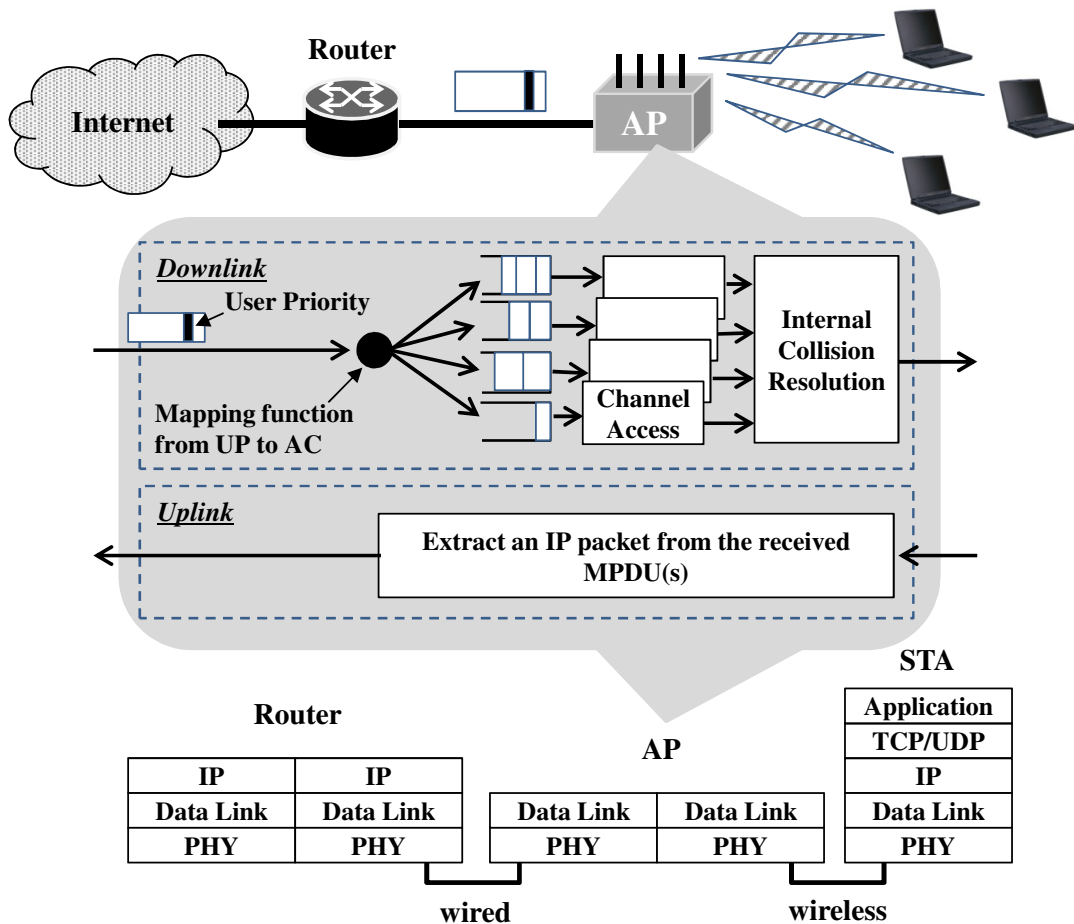 Router
Internet
AP
Downlink
User Priority
Mapping function
from UP to AC
Channel
Access
Internal
Collision
Resolution
Uplink
Extract an IP packet from the received
MPDU(s)
STA
Router
AP
Application
TCP/UDP
IP
IP
IP
Data Link
Data Link
Data Link
Data Link
Data Link
PHY
PHY
PHY
PHY
PHY
wired
wireless